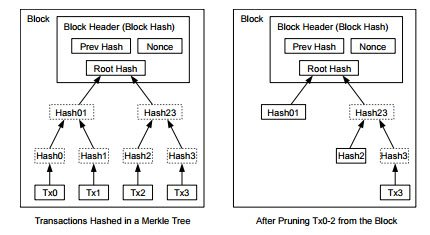 Block
Block Header (Block Hash)
Prev Hash
Nonce
Root Hash
Hash01
Hash23
Hash0
Hash1
Hash2
Hash3
Tx0
Tx1
Tx2
Tx3
Transactions Hashed in a Merkle Tree
Block
Block Header (Block Hash)
Prev Hash
Nonce
Root Hash
Hash01
Hash23
Hash2
Hash3
Tx3
After Pruning Tx0-2 from the Block